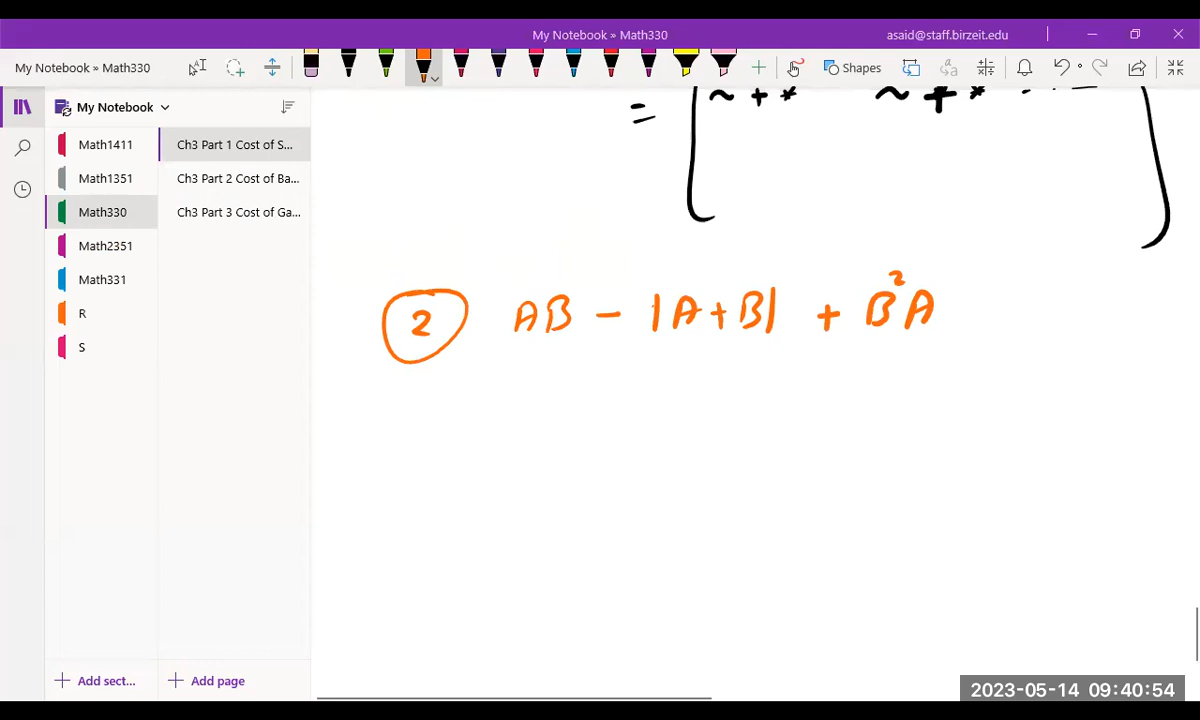 My Notebook » Math330
asaid@staff.birzeit.edu
My Notebook » Math330
Shapes
My Notebook
Math1411
Math1351
Math330
Math2351
Math331
R
S
Ch3 Part 1 Cost of S...
Ch3 Part 2 Cost of Ba...
Ch3 Part 3 Cost of Ga...
=
~ + * ~ + *
2 AB - |A+B| + B²A
Add sect...
Add page
2023-05-14 09:40:54